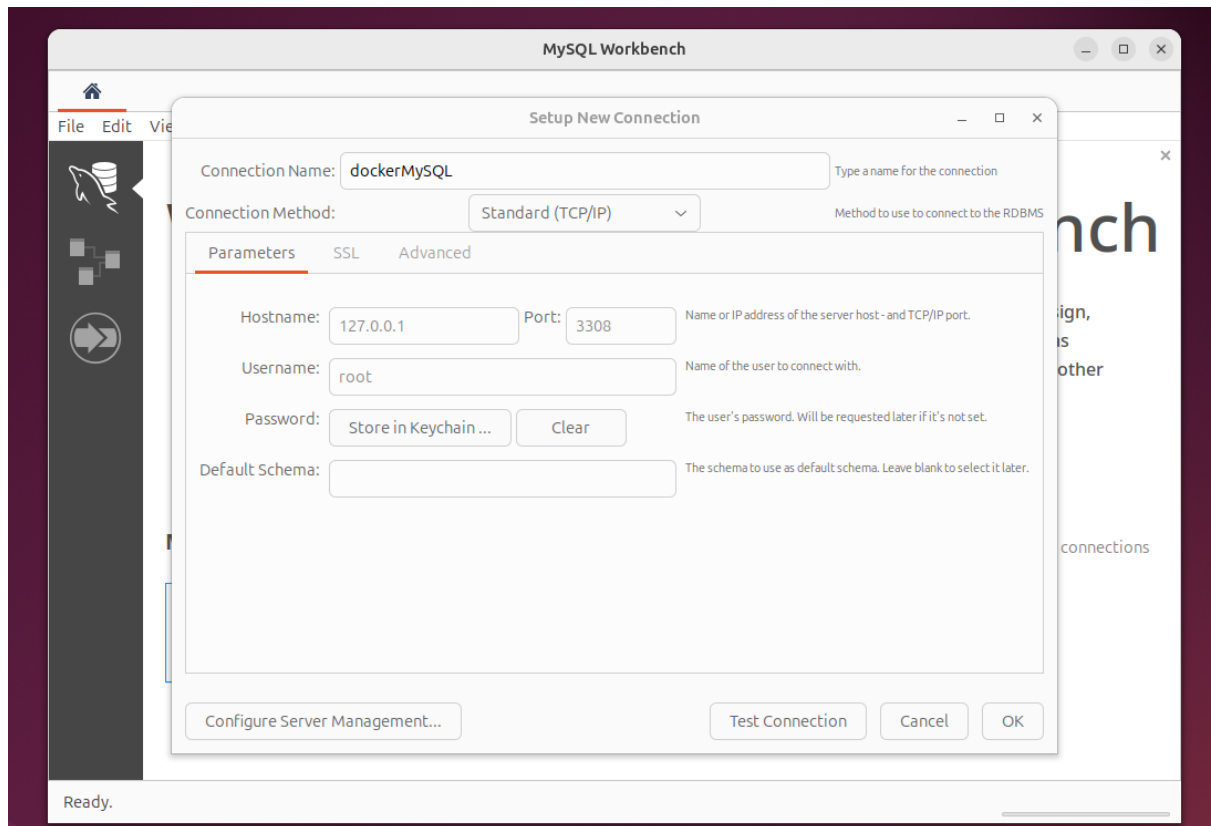 MySQL Workbench
File Edit Vie
Setup New Connection
Connection Name: dockerMySQL Type a name for the connection
Connection Method: Standard (TCP/IP) Method to use to connect to the RDBMS
nch
Parameters SSL Advanced
Hostname: 127.0.0.1 Port: 3308 Name or IP address of the server host - and TCP/IP port.
ign,
Username: root Name of the user to connect with.
other
Password: Store in Keychain ... Clear The user's password. Will be requested later if it's not set.
Default Schema: The schema to use as default schema. Leave blank to select it later.
connections
Configure Server Management... Test Connection Cancel OK
Ready.